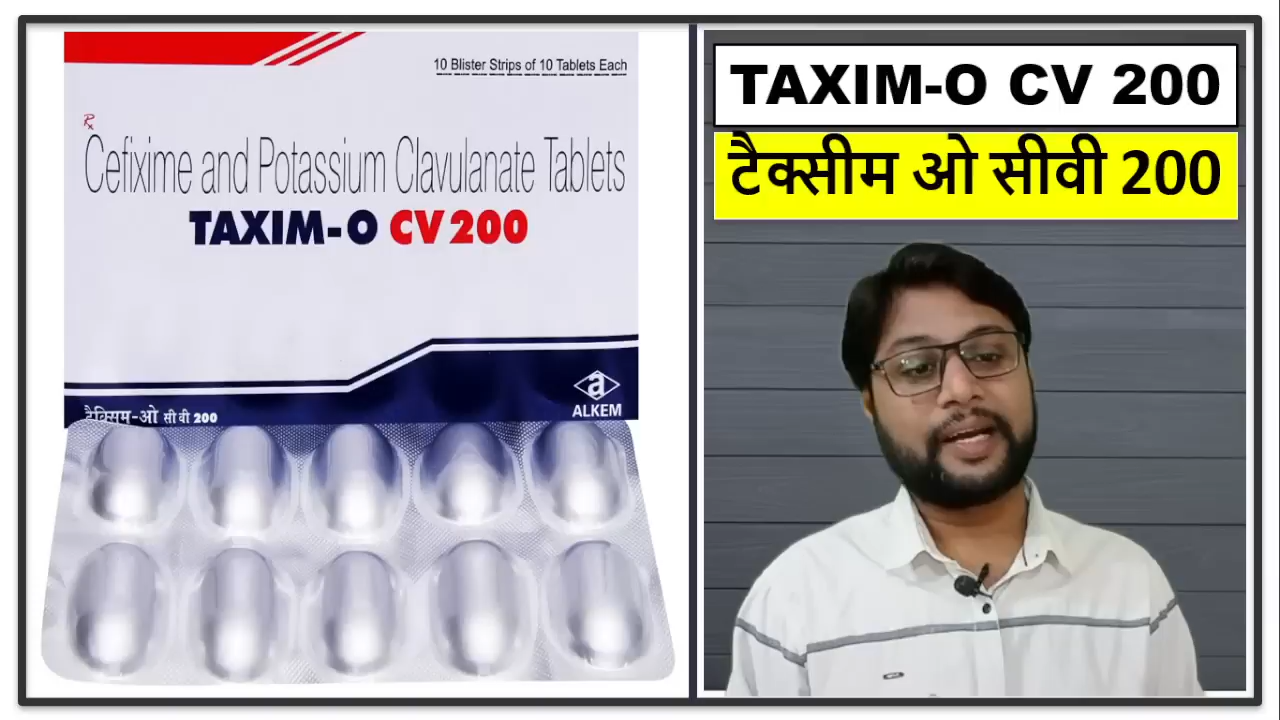 10 Blister Strips of 10 Tablets Each
Rx
Cefixime and Potassium Clavulanate Tablets
TAXIM-O CV 200
टैक्सिम-ओ सी वी 200
a
ALKEM
TAXIM-O CV 200
टैक्सीम ओ सीवी 200